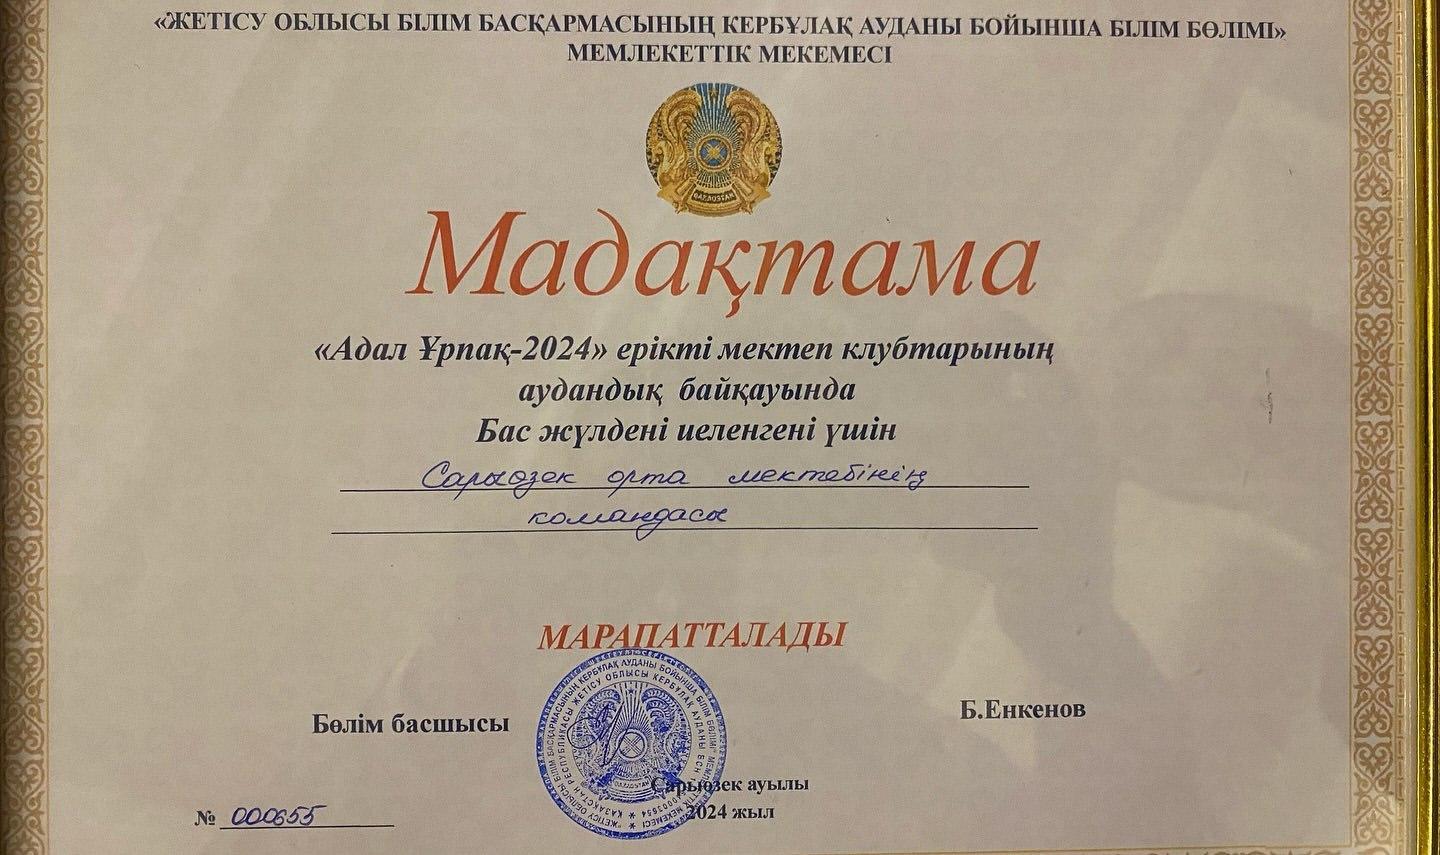 «ЖЕТІСУ ОБЛЫСЫ БІЛІМ БАСҚАРМАСЫНЫҢ КЕРБҰЛАҚ АУДАНЫ БОЙЫНША БІЛІМ БӨЛІМІ»
МЕМЛЕКЕТТІК МЕКЕМЕСІ
Мадақтама
«Адал Ұрпақ-2024» ерікті мектеп клубтарының
аудандық байқауында
Бас жүлдені иеленгені үшін
Сарыөзек орта мектебінің
командасы
МАРАПАТТАЛАДЫ
Бөлім басшысы
Б.Енкенов
Сарыөзек ауылы
2024 жыл
№ 000655